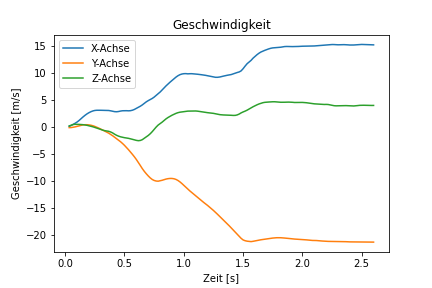 Geschwindigkeit
X-Achse
Y-Achse
Z-Achse
Geschwindigkeit [m/s]
15
10
5
0
−5
−10
−15
−20
0.0 0.5 1.0 1.5 2.0 2.5
Zeit [s]